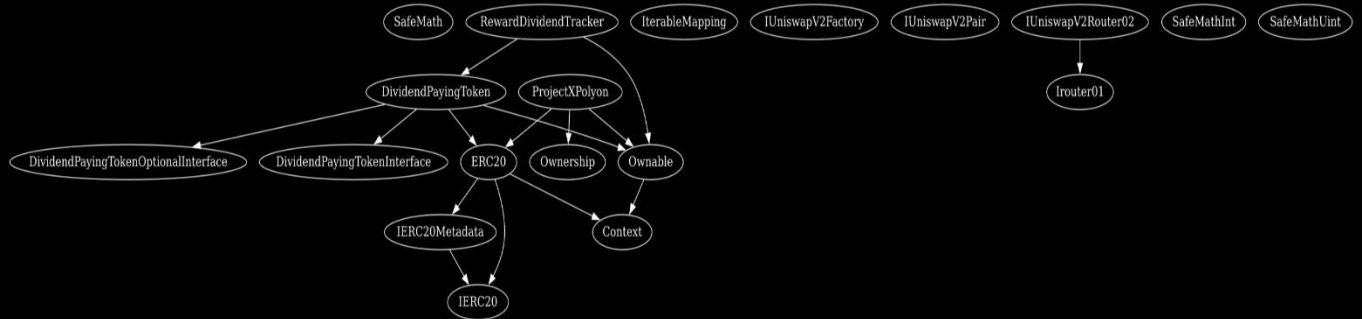 SafeMath
RewardDividendTracker
IterableMapping
IUniswapV2Factory
IUniswapV2Pair
IUniswapV2Router02
SafeMathInt
SafeMathUint
DividendPayingToken
ProjectXPolyon
Irouter01
DividendPayingTokenOptionalInterface
DividendPayingTokenInterface
ERC20
Ownership
Ownable
IERC20Metadata
Context
IERC20